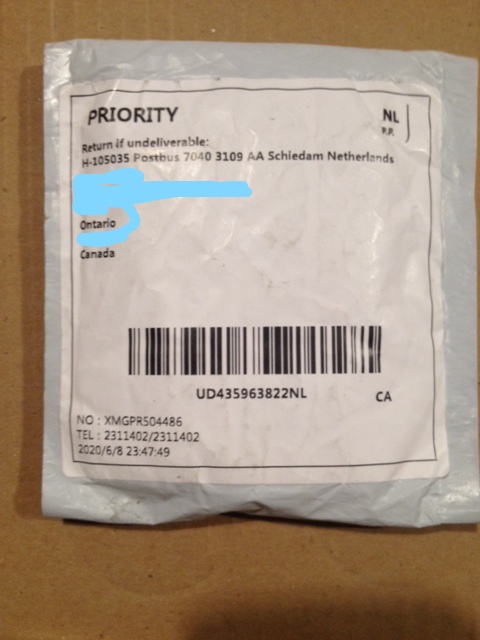 PRIORITY
NL
P.P.
Return if undeliverable:
H-105035 Postbus 7040 3109 AA Schiedam Netherlands
Ontario
Canada
UD435963822NL
CA
NO : XMGPR504486
TEL : 2311402/2311402
2020/6/8 23:47:49